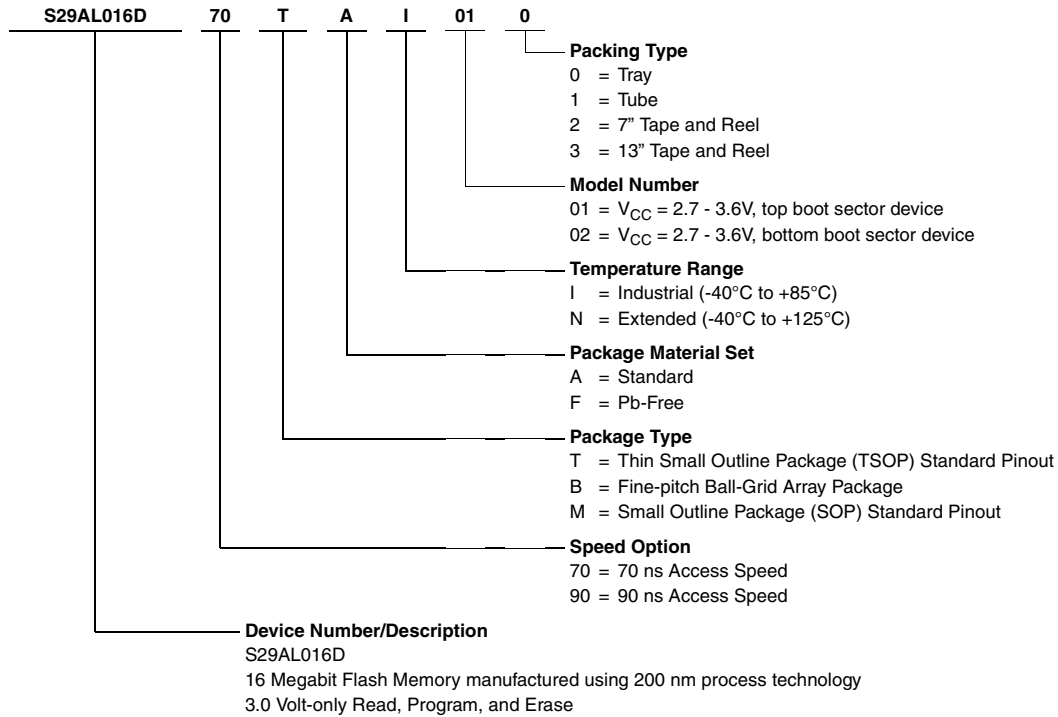 S29AL016D 70 T A I 01 0
Packing Type
0 = Tray
1 = Tube
2 = 7” Tape and Reel
3 = 13” Tape and Reel
Model Number
01 = VCC = 2.7 - 3.6V, top boot sector device
02 = VCC = 2.7 - 3.6V, bottom boot sector device
Temperature Range
I = Industrial (-40°C to +85°C)
N = Extended (-40°C to +125°C)
Package Material Set
A = Standard
F = Pb-Free
Package Type
T = Thin Small Outline Package (TSOP) Standard Pinout
B = Fine-pitch Ball-Grid Array Package
M = Small Outline Package (SOP) Standard Pinout
Speed Option
70 = 70 ns Access Speed
90 = 90 ns Access Speed
Device Number/Description
S29AL016D
16 Megabit Flash Memory manufactured using 200 nm process technology
3.0 Volt-only Read, Program, and Erase